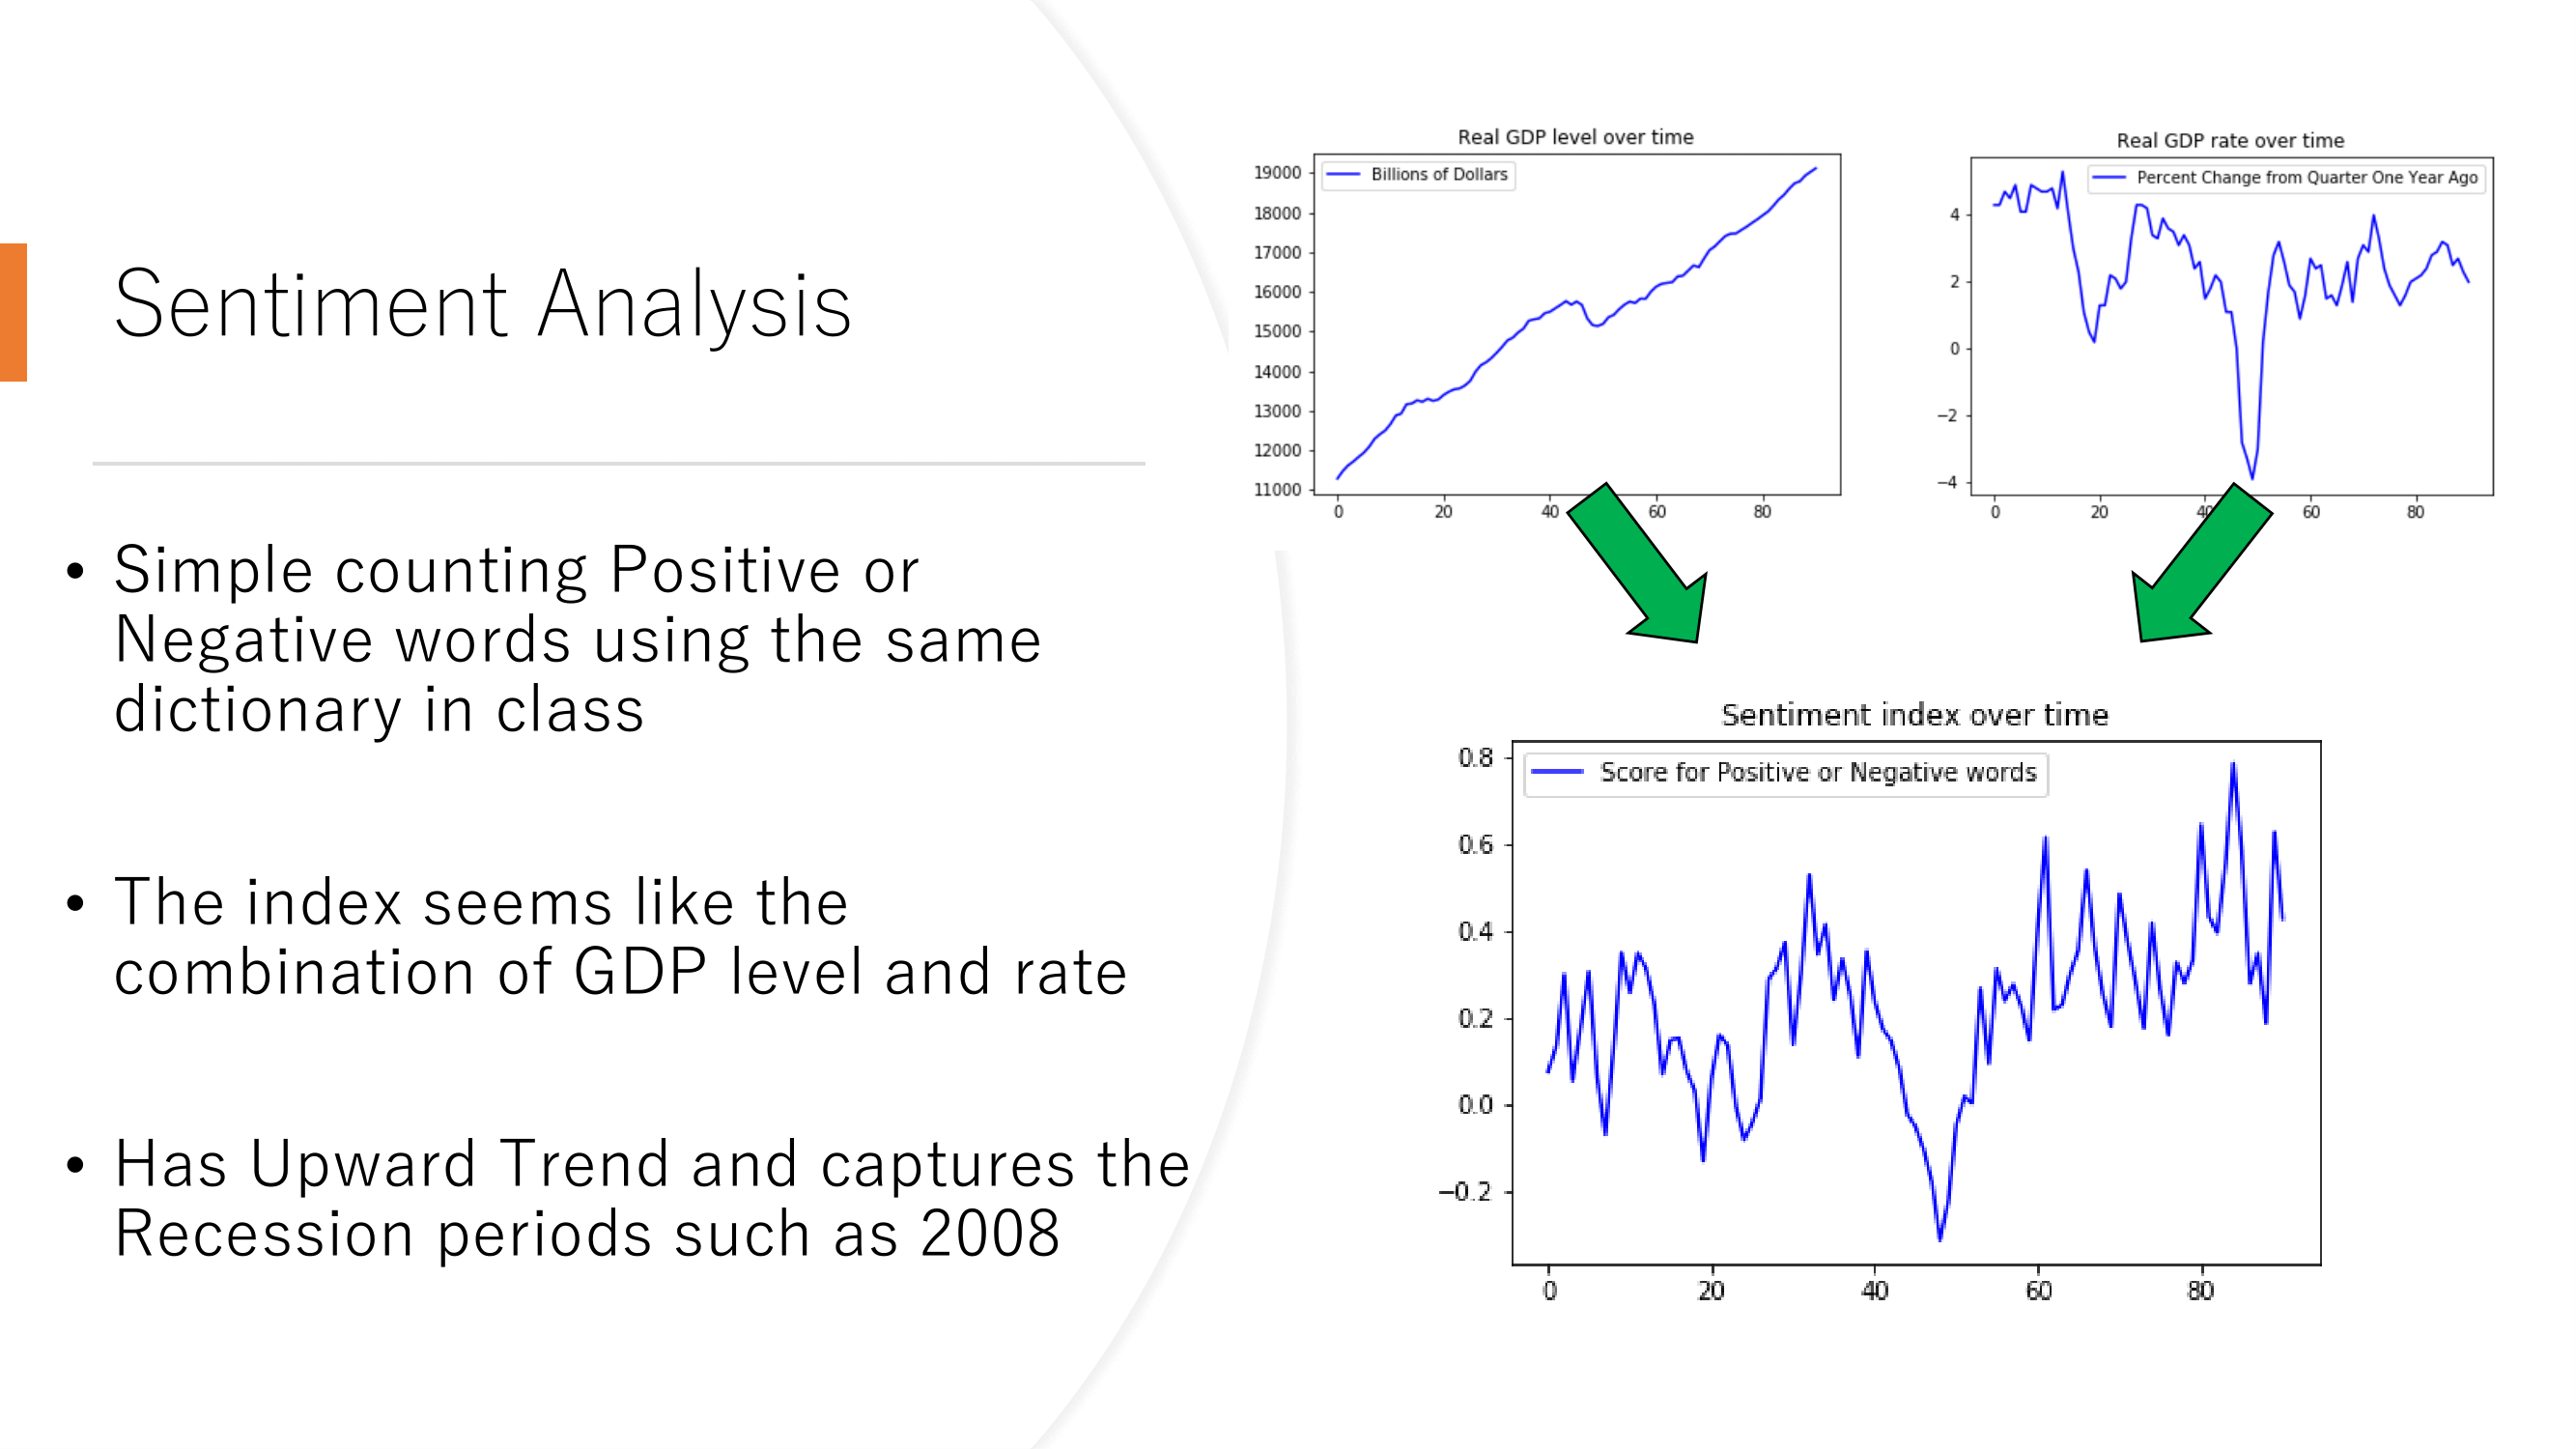 Sentiment Analysis
• Simple counting Positive or
Negative words using the same
dictionary in class
• The index seems like the
combination of GDP level and rate
• Has Upward Trend and captures the
Recession periods such as 2008
Real GDP level over time
Billions of Dollars
19000
18000
17000
16000
15000
14000
13000
12000
11000
0 20 40 60 80
Real GDP rate over time
Percent Change from Quarter One Year Ago
4
2
0
−2
−4
0 20 40 60 80
Sentiment index over time
Score for Positive or Negative words
0.8
0.6
0.4
0.2
0.0
−0.2
0 20 40 60 80